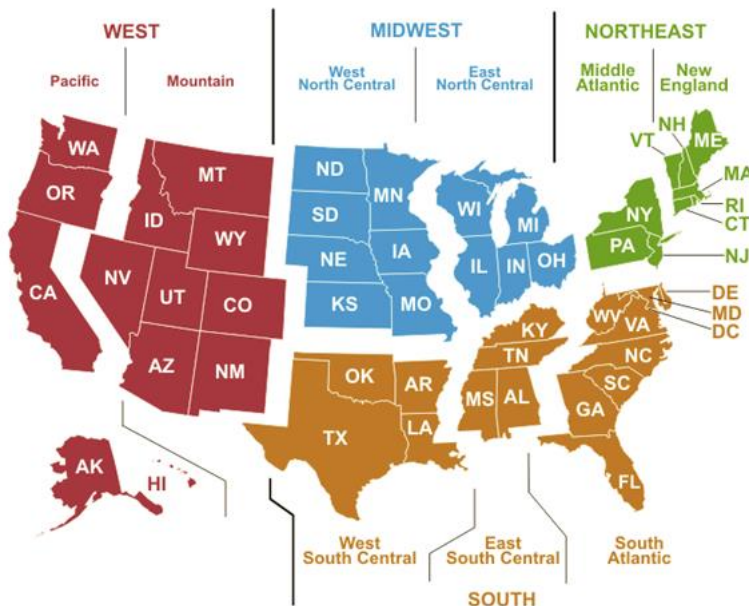 WEST
MIDWEST
NORTHEAST
Pacific
Mountain
West
North Central
East
North Central
Middle
Atlantic
New
England
WA
OR
CA
MT
ID
WY
NV
UT
CO
AZ
NM
AK
HI
ND
SD
NE
KS
MN
IA
MO
WI
MI
IL
IN
OH
VT
NH
ME
MA
RI
CT
NY
PA
NJ
DE
MD
DC
WV
VA
NC
SC
GA
FL
KY
TN
MS
AL
OK
AR
TX
LA
West
South Central
East
South Central
South
Atlantic
SOUTH